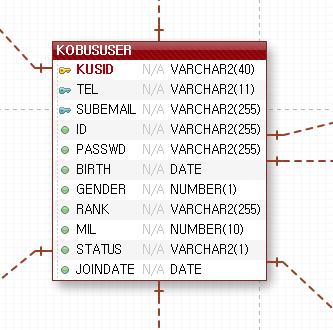 KOBUSUSER
KUSID N/A VARCHAR2(40)
TEL N/A VARCHAR2(11)
SUBEMAIL N/A VARCHAR2(255)
ID N/A VARCHAR2(255)
PASSWD N/A VARCHAR2(255)
BIRTH N/A DATE
GENDER N/A NUMBER(1)
RANK N/A VARCHAR2(255)
MIL N/A NUMBER(10)
STATUS N/A VARCHAR2(1)
JOINDATE N/A DATE